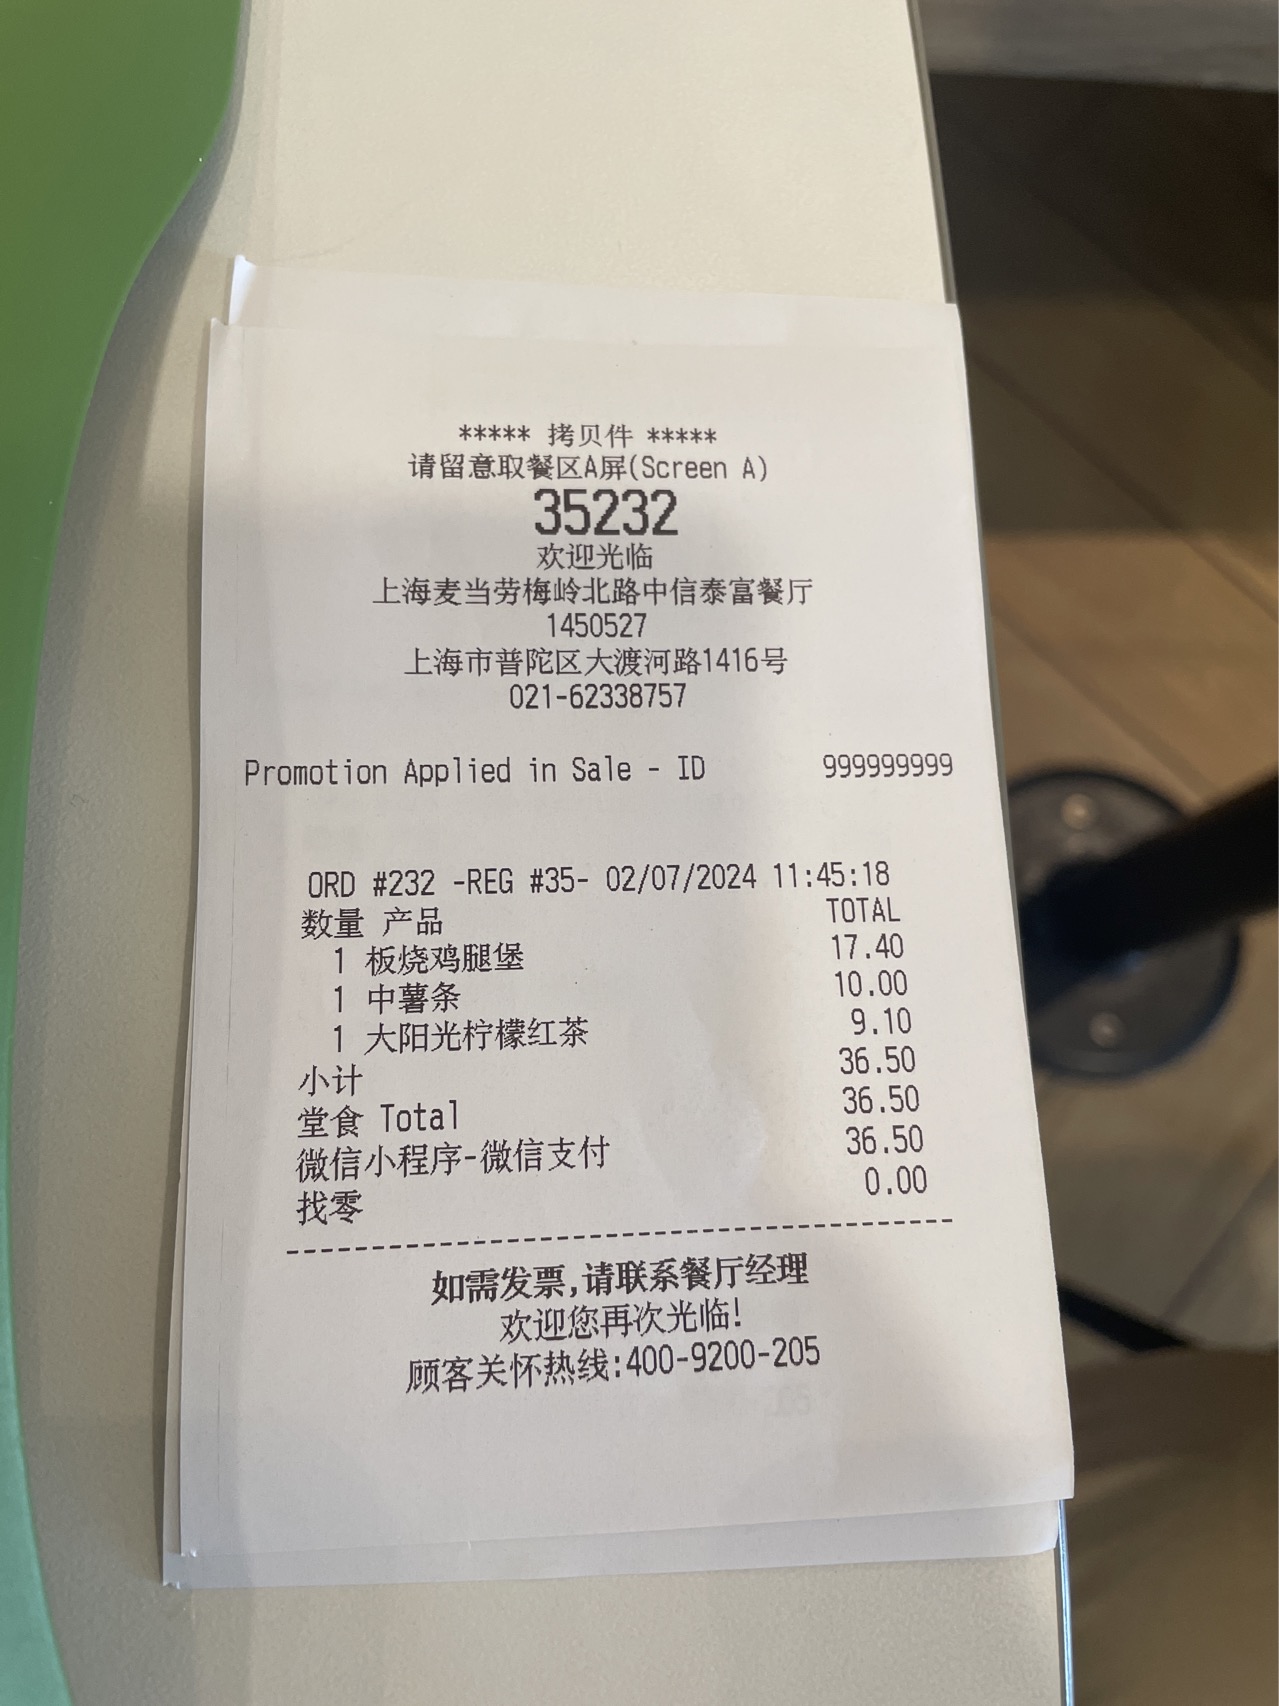 ***** 拷贝件 *****
请留意取餐区A屏(Screen A)
35232
欢迎光临
上海麦当劳梅岭北路中信泰富餐厅
1450527
上海市普陀区大渡河路1416号
021-62338757
Promotion Applied in Sale - ID 999999999
ORD #232 -REG #35- 02/07/2024 11:45:18
数量 产品 TOTAL
1 板烧鸡腿堡 17.40
1 中薯条 10.00
1 大阳光柠檬红茶 9.10
小计 36.50
堂食 Total 36.50
微信小程序-微信支付 36.50
找零 0.00
--------------------------------------------
如需发票,请联系餐厅经理
欢迎您再次光临!
顾客关怀热线:400-9200-205